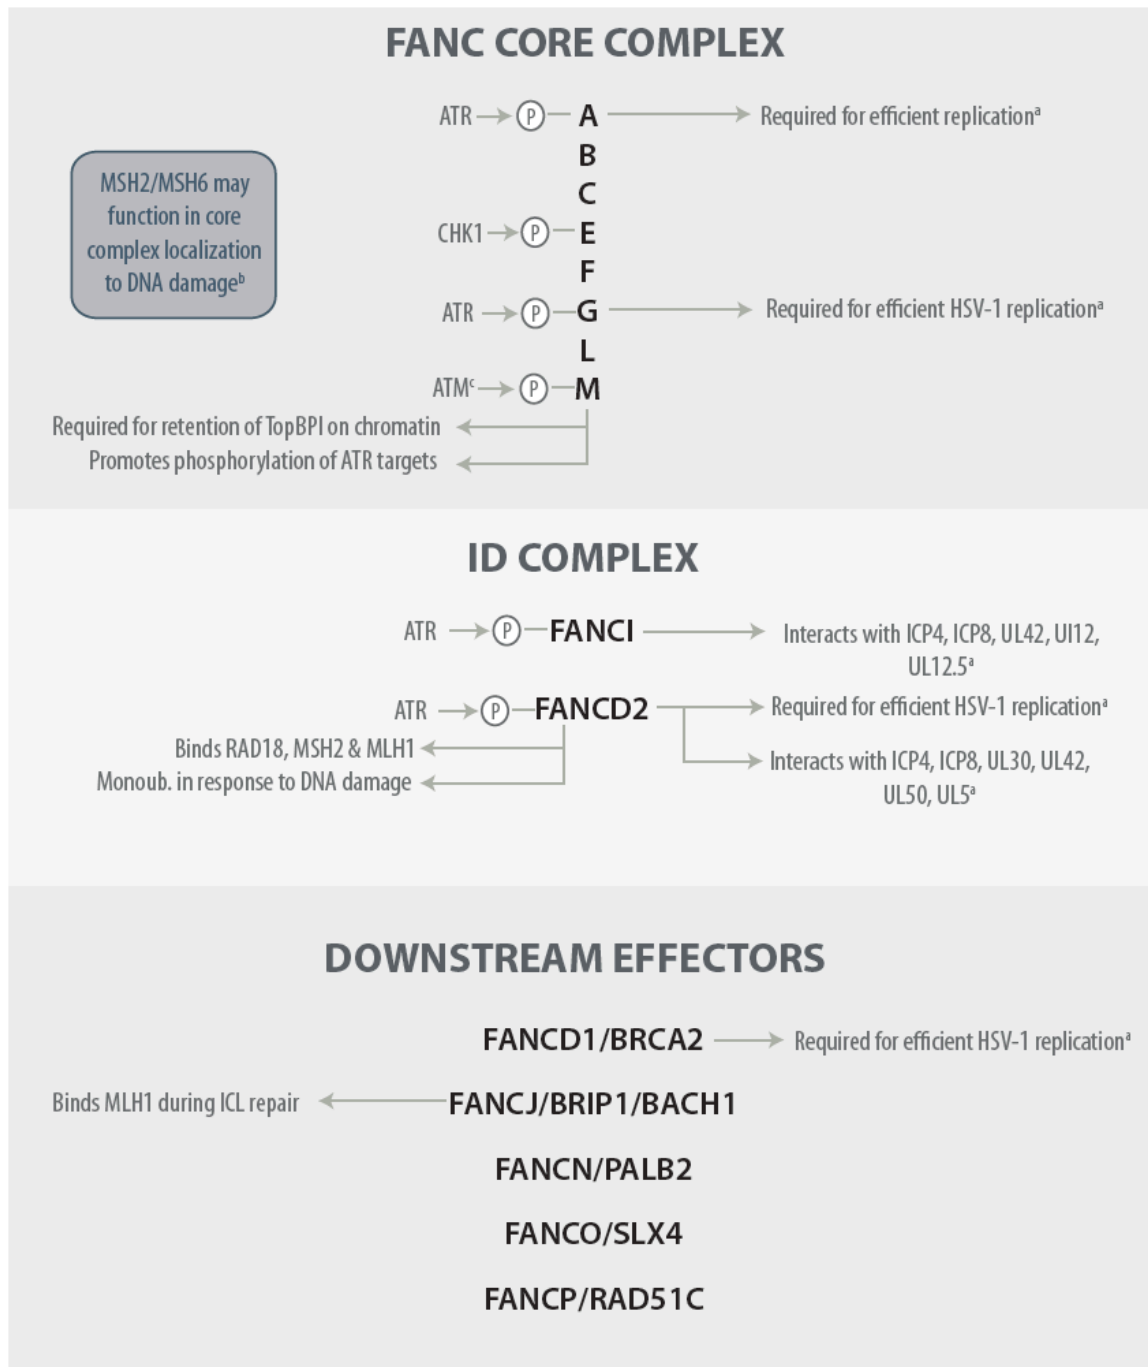 FANC CORE COMPLEX
ATR P A Required for efficient replicationᵃ
B
C
MSH2/MSH6 may
function in core
complex localization
to DNA damageᵇ
CHK1 P E
F
ATR P G Required for efficient HSV-1 replicationᵃ
L
ATMᶜ P M
Required for retention of TopBPI on chromatin
Promotes phosphorylation of ATR targets
ID COMPLEX
ATR P FANCI Interacts with ICP4, ICP8, UL42, Ul12,
UL12.5ᵃ
ATR P FANCD2 Required for efficient HSV-1 replicationᵃ
Binds RAD18, MSH2 & MLH1
Monoub. in response to DNA damage
Interacts with ICP4, ICP8, UL30, UL42,
UL50, UL5ᵃ
DOWNSTREAM EFFECTORS
FANCD1/BRCA2 Required for efficient HSV-1 replicationᵃ
Binds MLH1 during ICL repair FANCJ/BRIP1/BACH1
FANCN/PALB2
FANCO/SLX4
FANCP/RAD51C